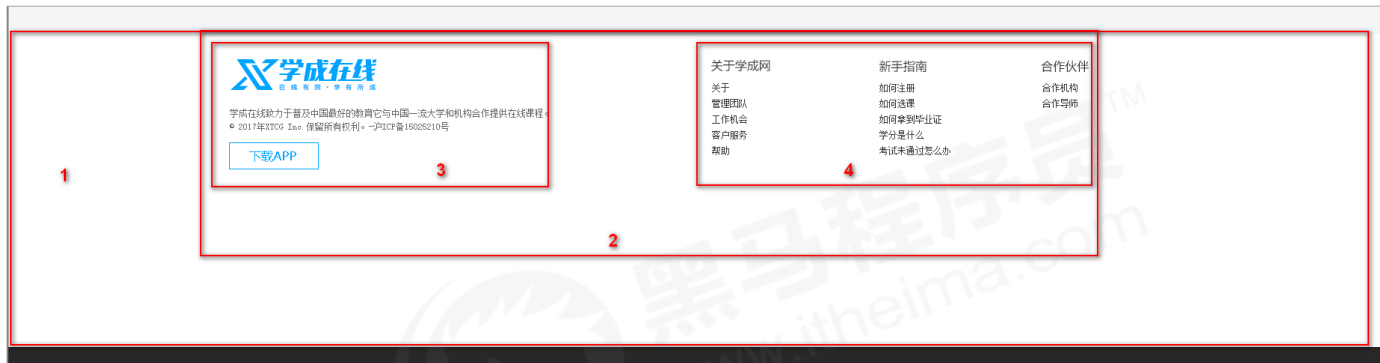 学成在线
在线有际·学有所成
学成在线致力于普及中国最好的教育它与中国一流大学和机构合作提供在线课程。
© 2017年XTCG Inc.保留所有权利。-沪ICP备15025210号
下载APP
3
关于学成网
关于
管理团队
工作机会
客户服务
帮助
新手指南
如何注册
如何选课
如何拿到毕业证
学分是什么
考试未通过怎么办
合作伙伴
合作机构
合作导师
4
1
2
黑马程序员TM
www.itheima.com